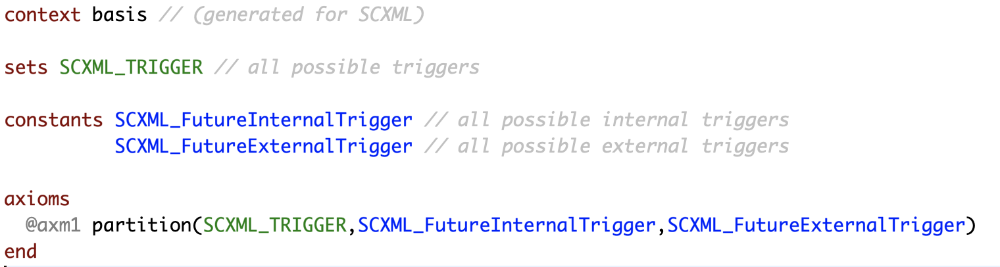 context basis // (generated for SCXML)
sets SCXML_TRIGGER // all possible triggers
constants SCXML_FutureInternalTrigger // all possible internal triggers
SCXML_FutureExternalTrigger // all possible external triggers
axioms
@axm1 partition(SCXML_TRIGGER,SCXML_FutureInternalTrigger,SCXML_FutureExternalTrigger)
end